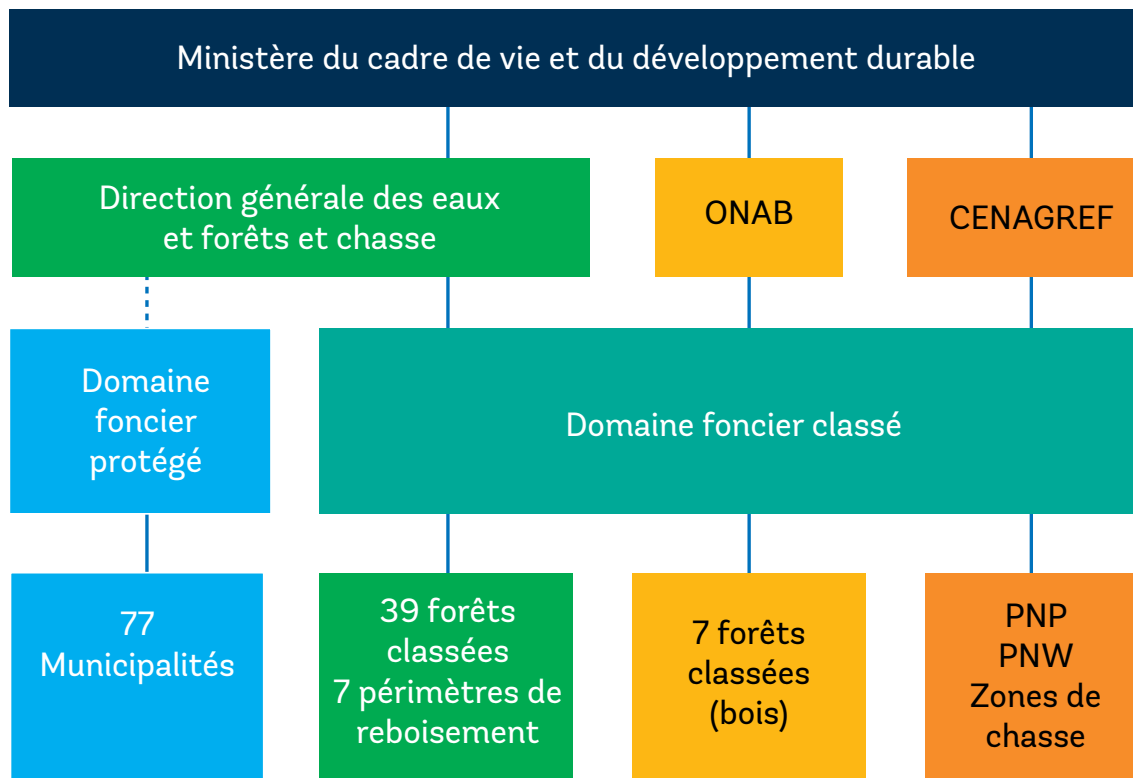 Ministère du cadre de vie et du développement durable
Direction générale des eaux
et forêts et chasse
ONAB
CENAGREF
Domaine
foncier
protégé
Domaine foncier classé
77
Municipalités
39 forêts
classées
7 périmètres de
reboisement
7 forêts
classées
(bois)
PNP
PNW
Zones de
chasse